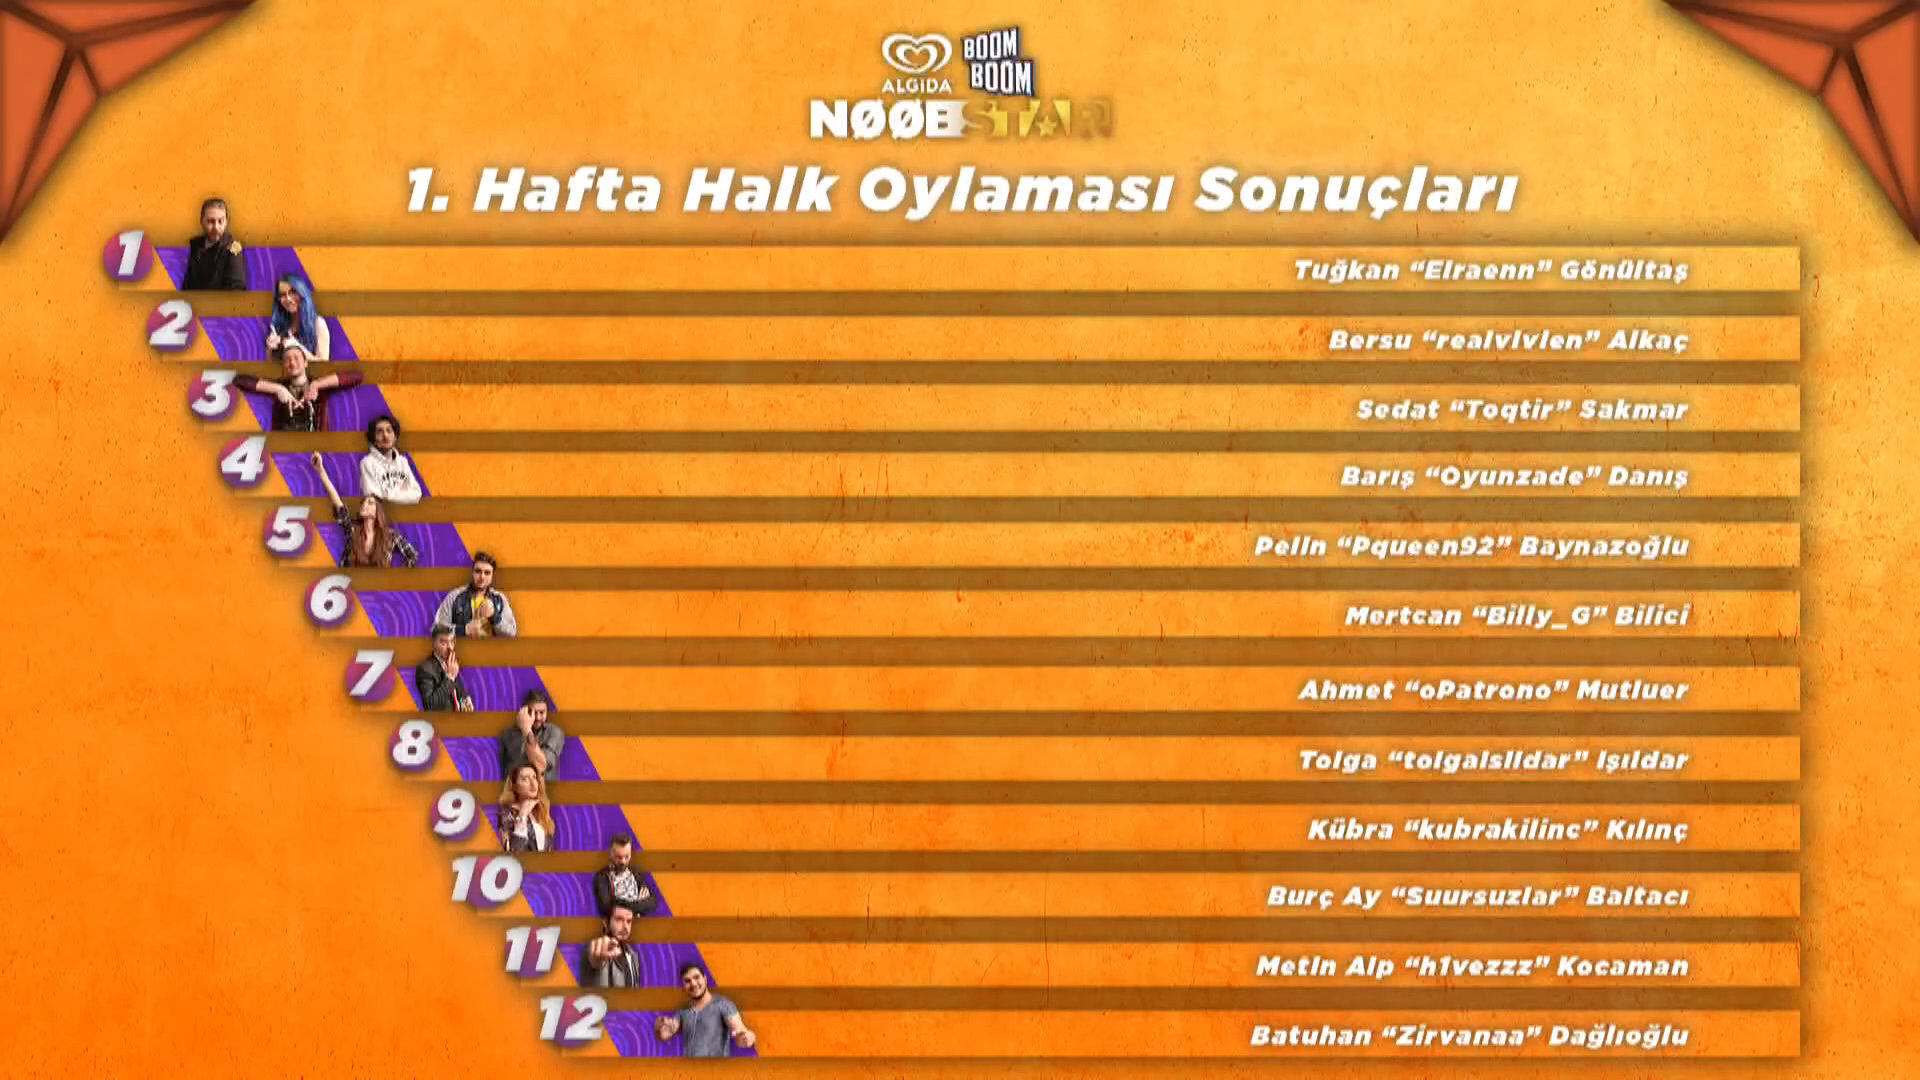 ALGIDA
BOOM
BOOM
NØØBSTAR
1. Hafta Halk Oylaması Sonuçları
1 Tuğkan “Elraenn” Gönültaş
2 Bersu “realvivien” Alkaç
3 Sedat “Toqtir” Sakmar
4 Barış “Oyunzade” Danış
5 Pelin “Pqueen92” Baynazoğlu
6 Mertcan “Billy_G” Bilici
7 Ahmet “oPatrono” Mutluer
8 Tolga “tolgaisildar” Işıldar
9 Kübra “kubrakilinc” Kılınç
10 Burç Ay “Suursuzlar” Baltacı
11 Metin Alp “h1vezzz” Kocaman
12 Batuhan “Zirvanaa” Dağlıoğlu